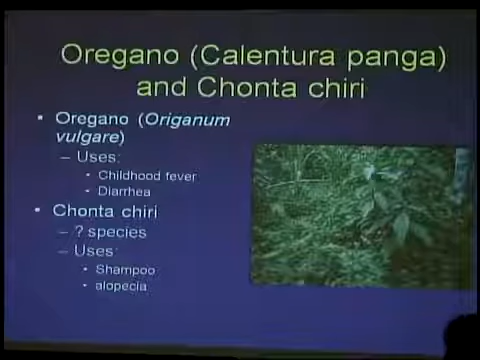 Oregano (Calentura panga)
and Chonta chiri
• Oregano (Origanum
vulgare)
– Uses:
• Childhood fever
• Diarrhea
• Chonta chiri
– ? species
– Uses:
• Shampoo
• alopecia